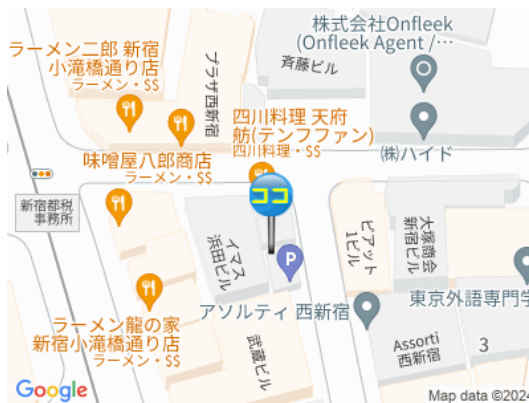 株式会社Onfleek
(Onfleek Agent /…
ラーメン二郎 新宿
小滝橋通り店
ラーメン・$$
プラザ西新宿
斉藤ビル
四川料理 天府
舫(テンフファン)
四川料理・$$
㈱ハイド
味噌屋八郎商店
ラーメン・$$
ココ
新宿都税
事務所
イマス
浜田ビル
P
ピアット
1ビル
大塚商会
新宿ビル
アソルティ 西新宿
東京外語専門学
ラーメン龍の家
新宿小滝橋通り店
ラーメン・$$
武蔵ビル
Assorti
西新宿
3
Google
Map data ©202